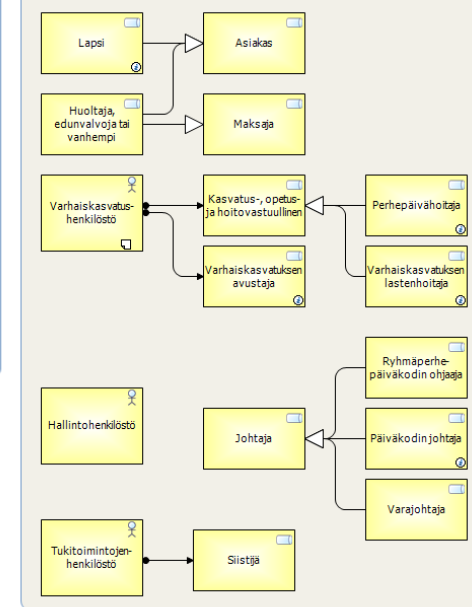 Lapsi
Asiakas
Huoltaja,
edunvalvoja tai
vanhempi
Maksaja
Varhaiskasvatus-
henkilöstö
Kasvatus-, opetus-
ja hoitovastuullinen
Perhepäivähoitaja
Varhaiskasvatuksen
avustaja
Varhaiskasvatuksen
lastenhoitaja
Ryhmäperhe-
päiväkodin ohjaaja
Hallintohenkilöstö
Johtaja
Päiväkodin johtaja
Varajohtaja
Tukitoimintojen-
henkilöstö
Siistijä